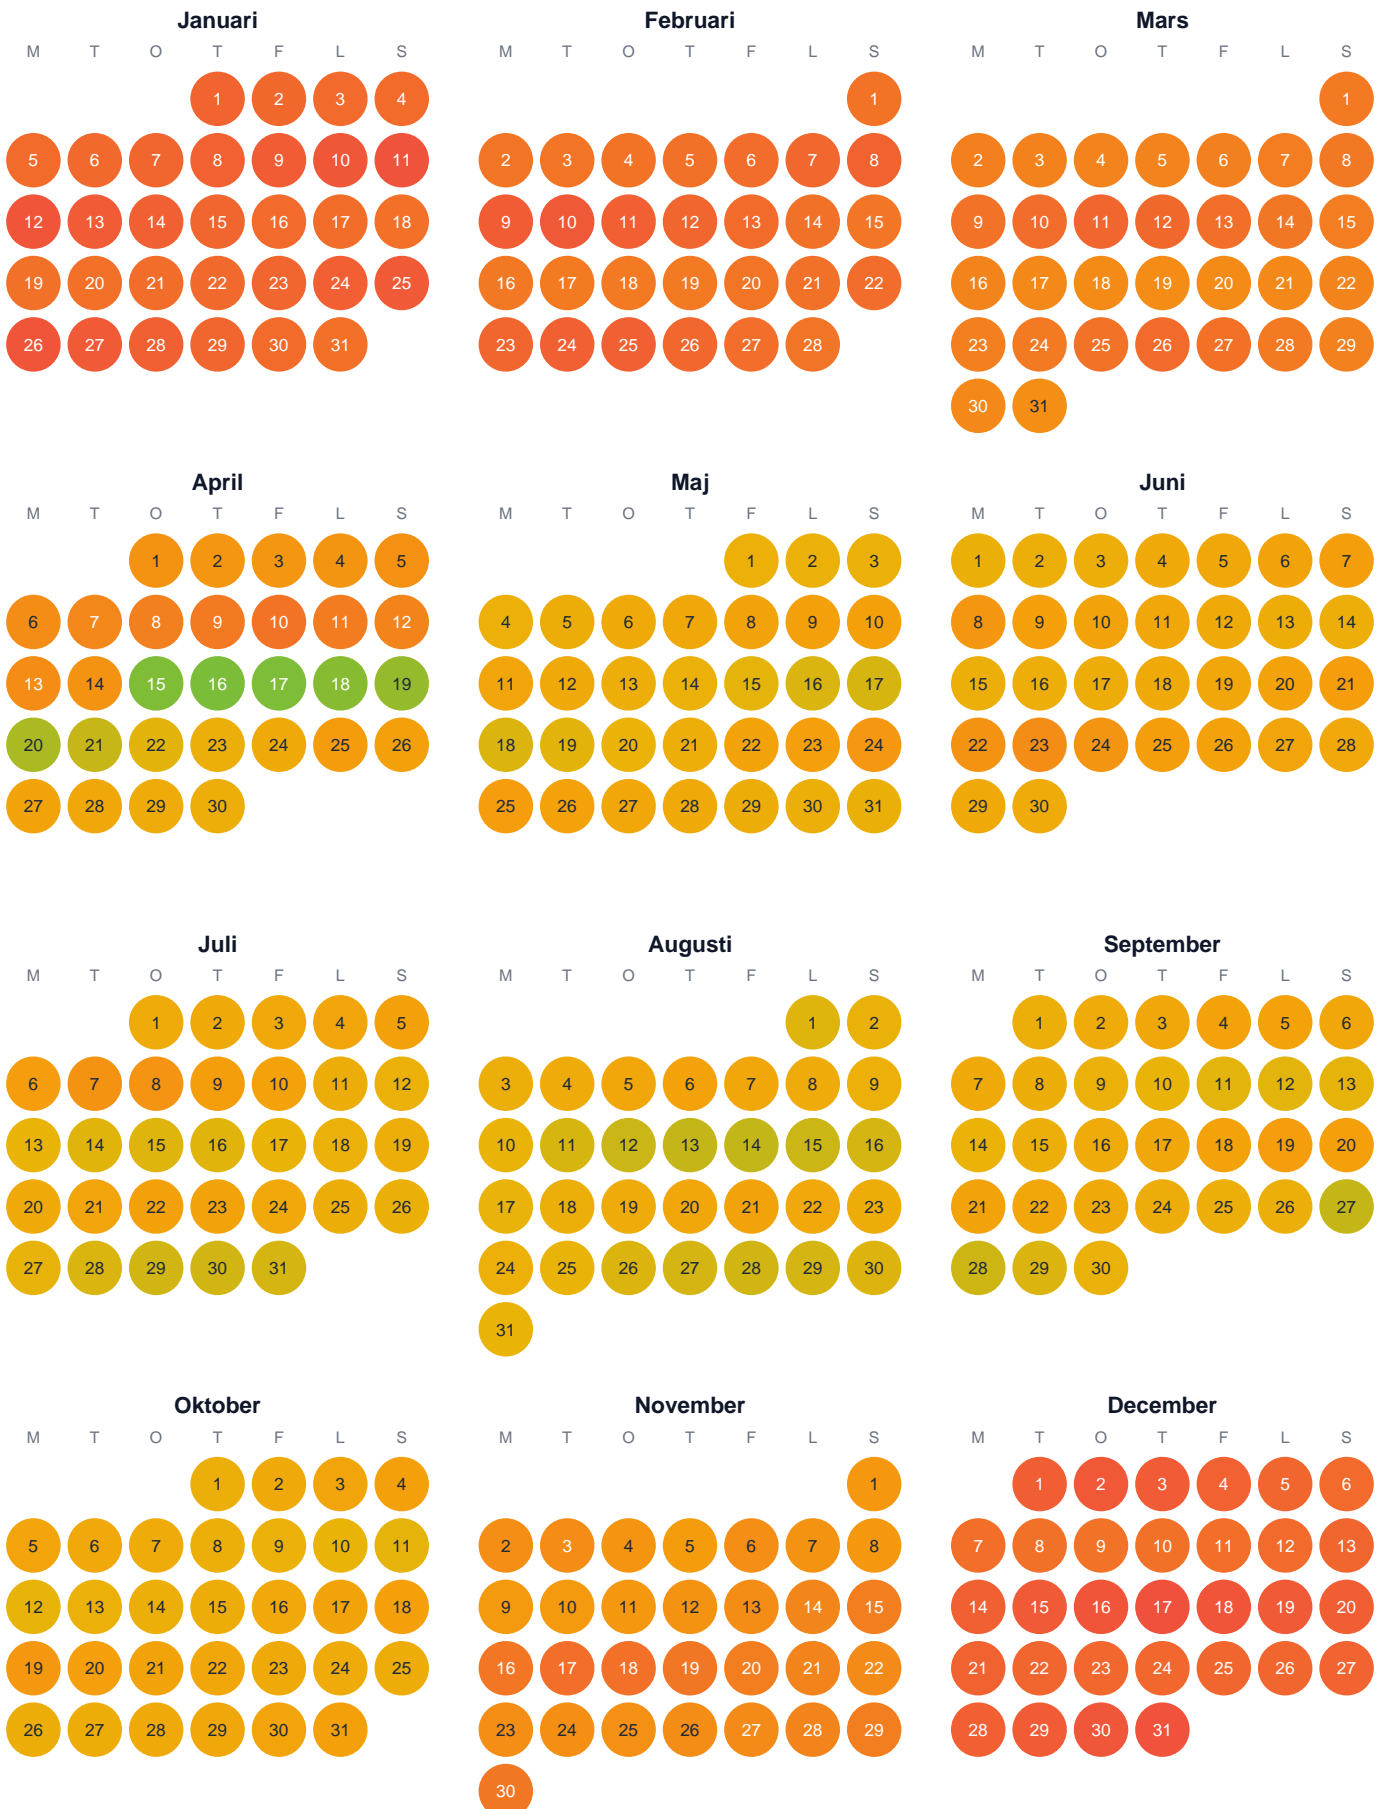 Januari Februari Mars
M T O T F L S M T O T F L S M T O T F L S
1 2 3 4 1 1
5 6 7 8 9 10 11 2 3 4 5 6 7 8 2 3 4 5 6 7 8
12 13 14 15 16 17 18 9 10 11 12 13 14 15 9 10 11 12 13 14 15
19 20 21 22 23 24 25 16 17 18 19 20 21 22 16 17 18 19 20 21 22
26 27 28 29 30 31 23 24 25 26 27 28 23 24 25 26 27 28 29
30 31
April Maj Juni
M T O T F L S M T O T F L S M T O T F L S
1 2 3 4 5 1 2 3 1 2 3 4 5 6 7
6 7 8 9 10 11 12 4 5 6 7 8 9 10 8 9 10 11 12 13 14
13 14 15 16 17 18 19 11 12 13 14 15 16 17 15 16 17 18 19 20 21
20 21 22 23 24 25 26 18 19 20 21 22 23 24 22 23 24 25 26 27 28
27 28 29 30 25 26 27 28 29 30 31 29 30
Juli Augusti September
M T O T F L S M T O T F L S M T O T F L S
1 2 3 4 5 1 2 1 2 3 4 5 6
6 7 8 9 10 11 12 3 4 5 6 7 8 9 7 8 9 10 11 12 13
13 14 15 16 17 18 19 10 11 12 13 14 15 16 14 15 16 17 18 19 20
20 21 22 23 24 25 26 17 18 19 20 21 22 23 21 22 23 24 25 26 27
27 28 29 30 31 24 25 26 27 28 29 30 28 29 30
31
Oktober November December
M T O T F L S M T O T F L S M T O T F L S
1 2 3 4 1 1 2 3 4 5 6
5 6 7 8 9 10 11 2 3 4 5 6 7 8 7 8 9 10 11 12 13
12 13 14 15 16 17 18 9 10 11 12 13 14 15 14 15 16 17 18 19 20
19 20 21 22 23 24 25 16 17 18 19 20 21 22 21 22 23 24 25 26 27
26 27 28 29 30 31 23 24 25 26 27 28 29 28 29 30 31
30